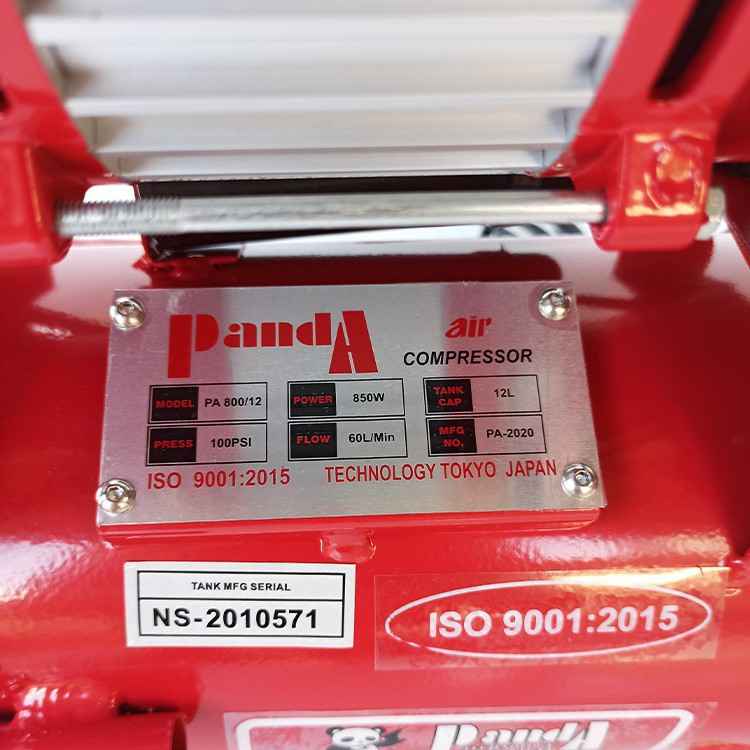 PandA air
COMPRESSOR
MODEL PA 800/12 POWER 850W TANK CAP 12L
PRESS 100PSI FLOW 60L/Min MFG NO. PA-2020
ISO 9001:2015 TECHNOLOGY TOKYO JAPAN
TANK MFG SERIAL
NS-2010571
ISO 9001:2015
PandA